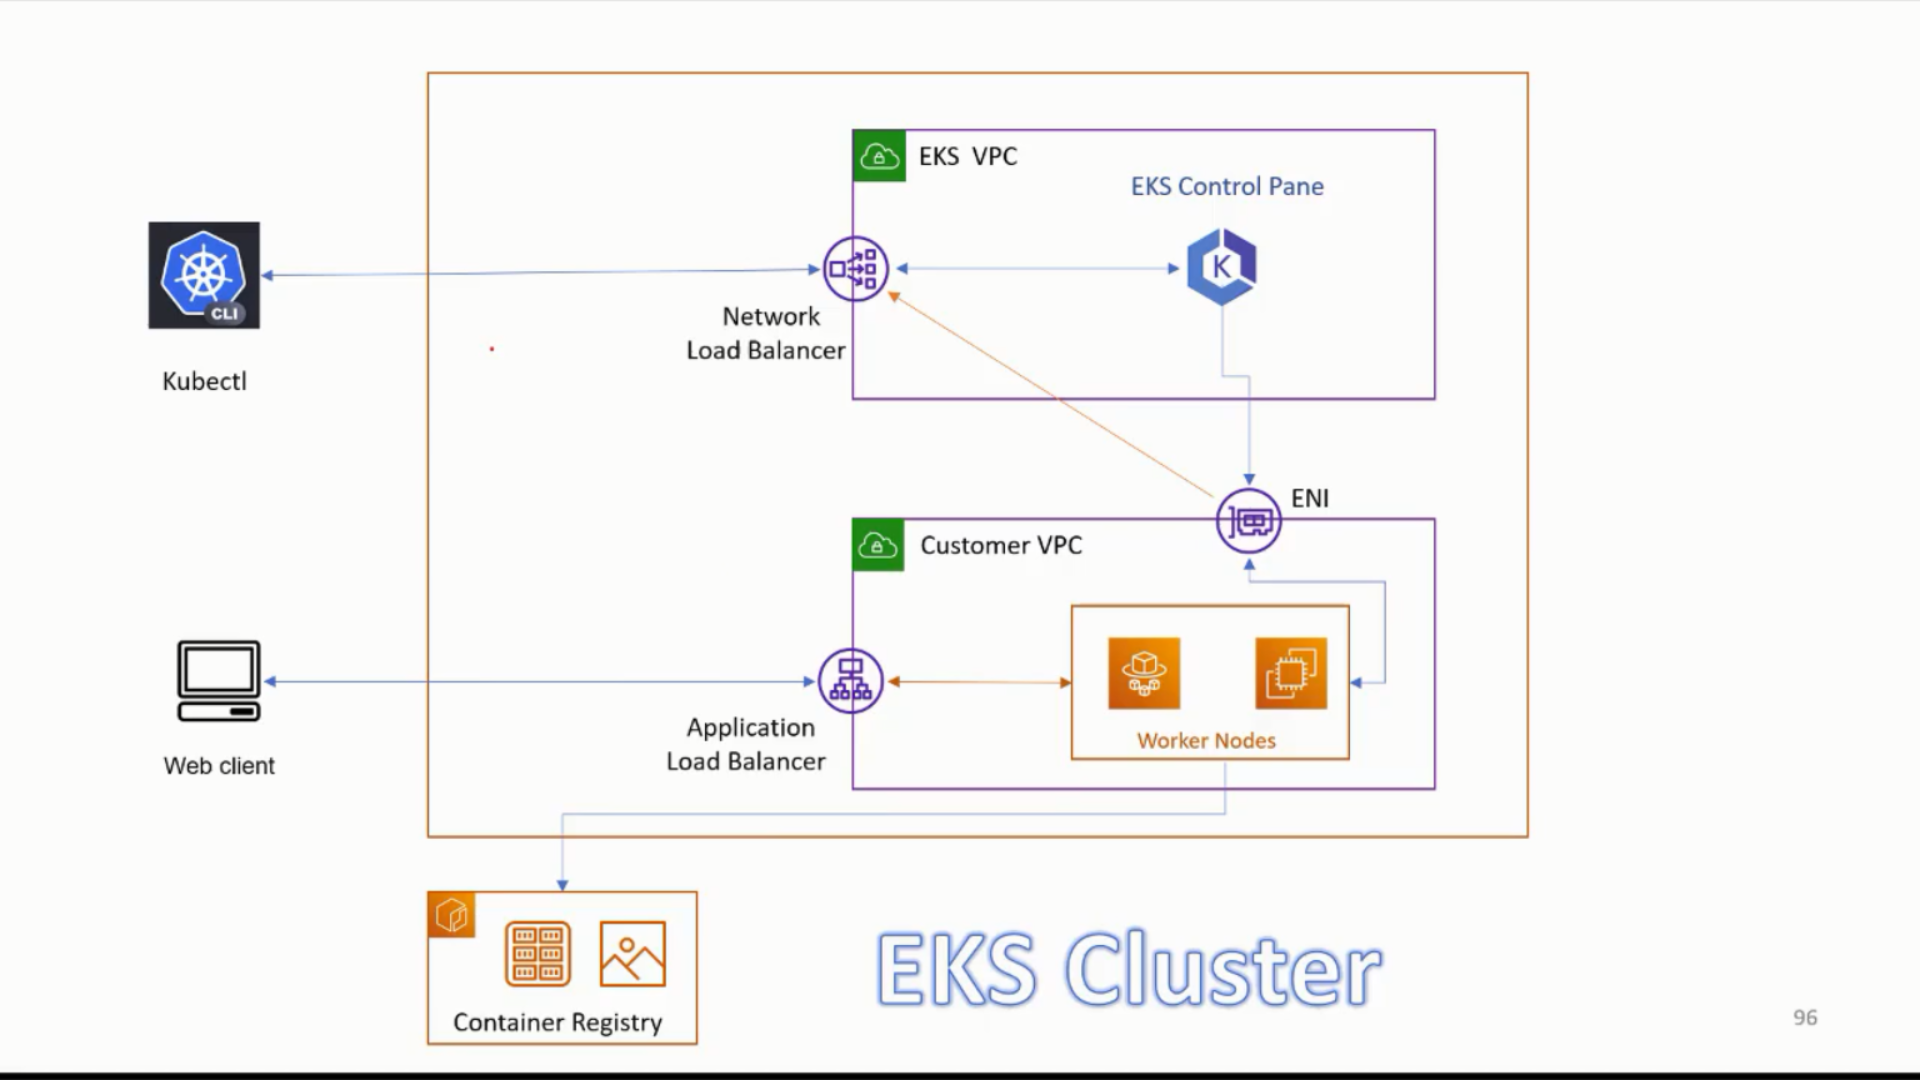 EKS VPC
EKS Control Pane
K
CLI
Network
Load Balancer
Kubectl
ENI
Customer VPC
Application
Load Balancer
Worker Nodes
Web client
Container Registry
EKS Cluster
96